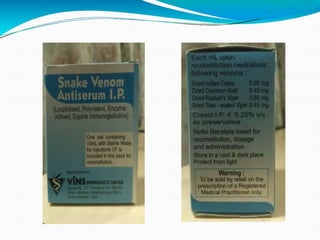 Snake Venom
Antiserum I.P.
(Lyophilised, Polyvalent, Enzyme
refined, Equine immunoglobulins)
One vial containing
10mL with Sterile Water
for Injections I.P. is
included in this pack for
reconstitution.
VINS
BIOPRODUCTS LIMITED
Each mL upon
reconstitution neutralises
following venoms :
Dried Indian Cobra 0.60 mg
Dried Common Krait 0.45 mg
Dried Russell's Viper 0.60 mg
Dried Saw - scaled Viper 0.45 mg
Cresol I.P. ≤ 0.25% v/v
as preservative
Refer literature insert for
reconstitution, dosage
and administration.
Store in a cool & dark place
Protect from light
Warning :
To be sold by retail on the
prescription of a Registered
Medical Practitioner only.